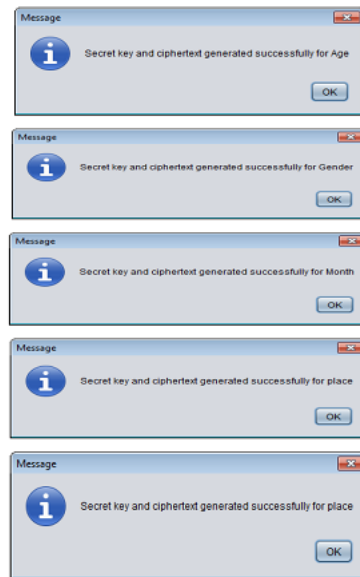 Message
Secret key and ciphertext generated successfully for Age
OK
Message
Secret key and ciphertext generated successfully for Gender
OK
Message
Secret key and ciphertext generated successfully for Month
OK
Message
Secret key and ciphertext generated successfully for place
OK
Message
Secret key and ciphertext generated successfully for place
OK